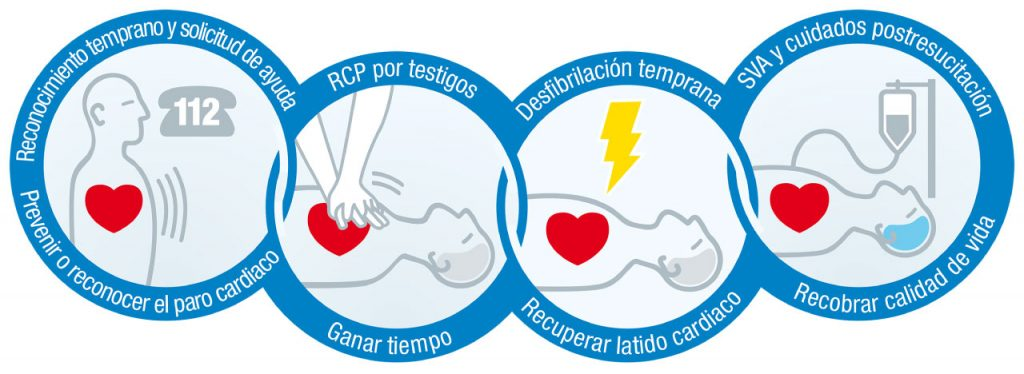 Reconocimiento temprano y solicitud de ayuda
112
Prevenir o reconocer el paro cardiaco
RCP por testigos
Ganar tiempo
Desfibrilación temprana
Recuperar latido cardiaco
SVA y cuidados postresucitación
Recobrar calidad de vida